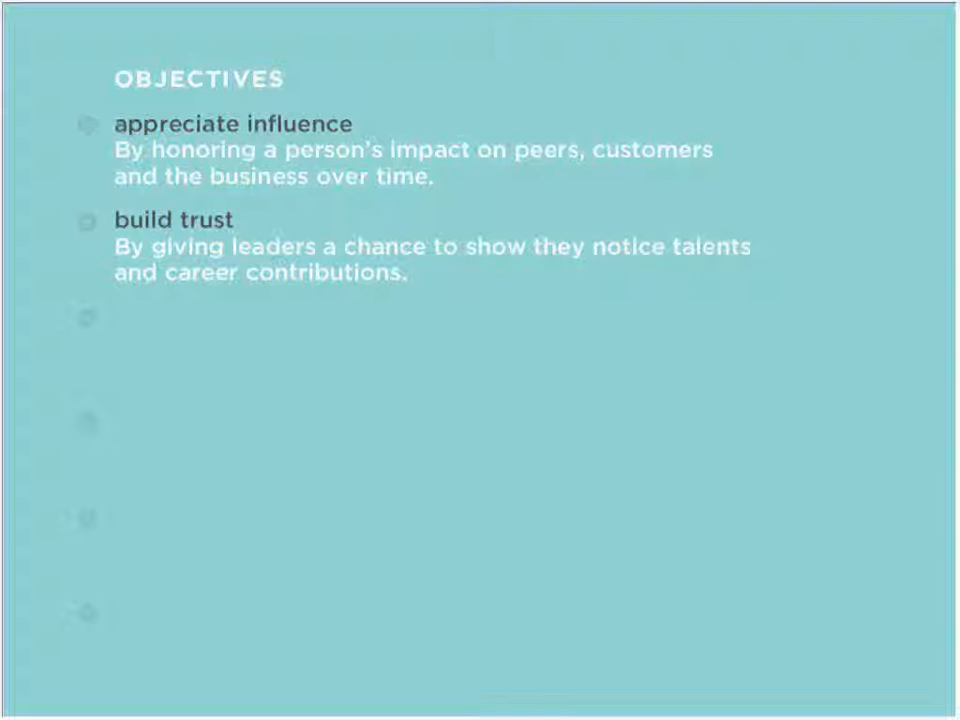 OBJECTIVES
appreciate influence
By honoring a person's impact on peers, customers
and the business over time.
build trust
By giving leaders a chance to show they notice talents
and career contributions.